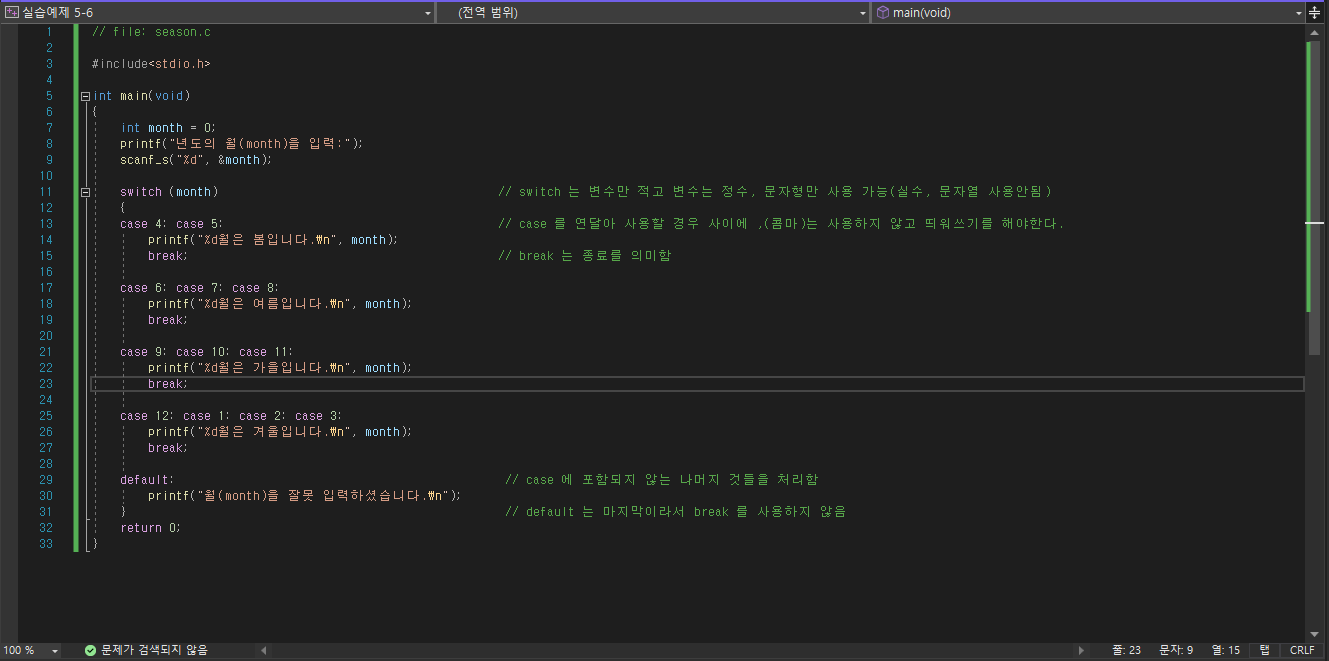 실습예제 5-6 (전역 범위) main(void)
1 // file: season.c
2
3 #include<stdio.h>
4
5 int main(void)
6 {
7 int month = 0;
8 printf("년도의 월(month)을 입력:");
9 scanf_s("%d", &month);
10
11 switch (month) // switch 는 변수만 적고 변수는 정수, 문자형만 사용 가능(실수, 문자열 사용안됨)
12 {
13 case 4: case 5: // case 를 연달아 사용할 경우 사이에 ,(콤마)는 사용하지 않고 띄워쓰기를 해야한다.
14 printf("%d월은 봄입니다.₩n", month);
15 break; // break 는 종료를 의미함
16
17 case 6: case 7: case 8:
18 printf("%d월은 여름입니다.₩n", month);
19 break;
20
21 case 9: case 10: case 11:
22 printf("%d월은 가을입니다.₩n", month);
23 break;
24
25 case 12: case 1: case 2: case 3:
26 printf("%d월은 겨울입니다.₩n", month);
27 break;
28
29 default: // case 에 포함되지 않는 나머지 것들을 처리함
30 printf("월(month)을 잘못 입력하셨습니다.₩n");
31 } // default 는 마지막이라서 break 를 사용하지 않음
32 return 0;
33 }
100 % 문제가 검색되지 않음 줄: 23 문자: 9 열: 15 탭 CRLF